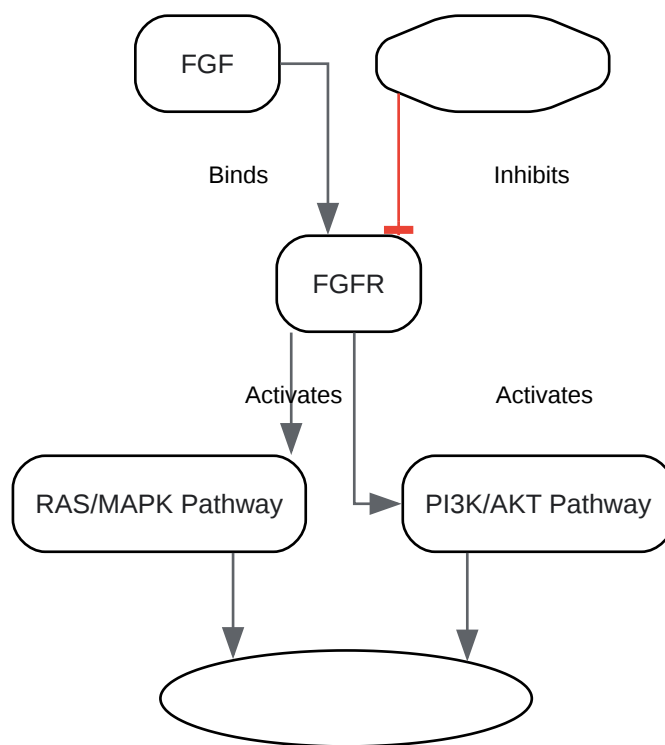 FGF
Binds
Inhibits
FGFR
Activates
Activates
RAS/MAPK Pathway
PI3K/AKT Pathway